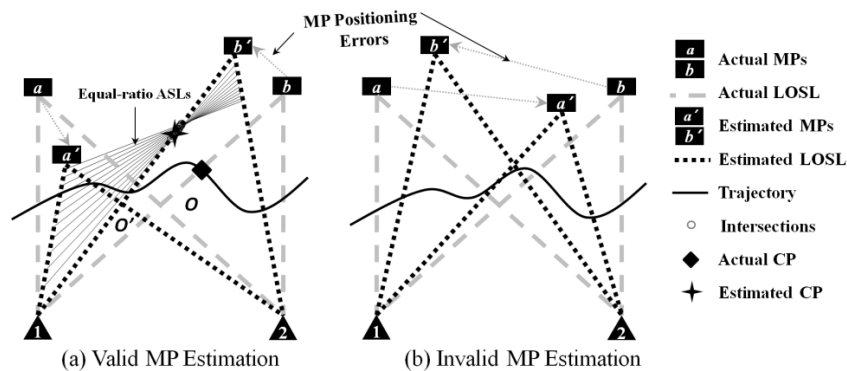 MP Positioning
Errors
Equal-ratio ASLs
a
b'
b
a'
O
O'
1
2
(a) Valid MP Estimation
b'
a
a'
b
1
2
(b) Invalid MP Estimation
a
b
Actual MPs
Actual LOSL
a'
b'
Estimated MPs
Estimated LOSL
Trajectory
Intersections
Actual CP
Estimated CP